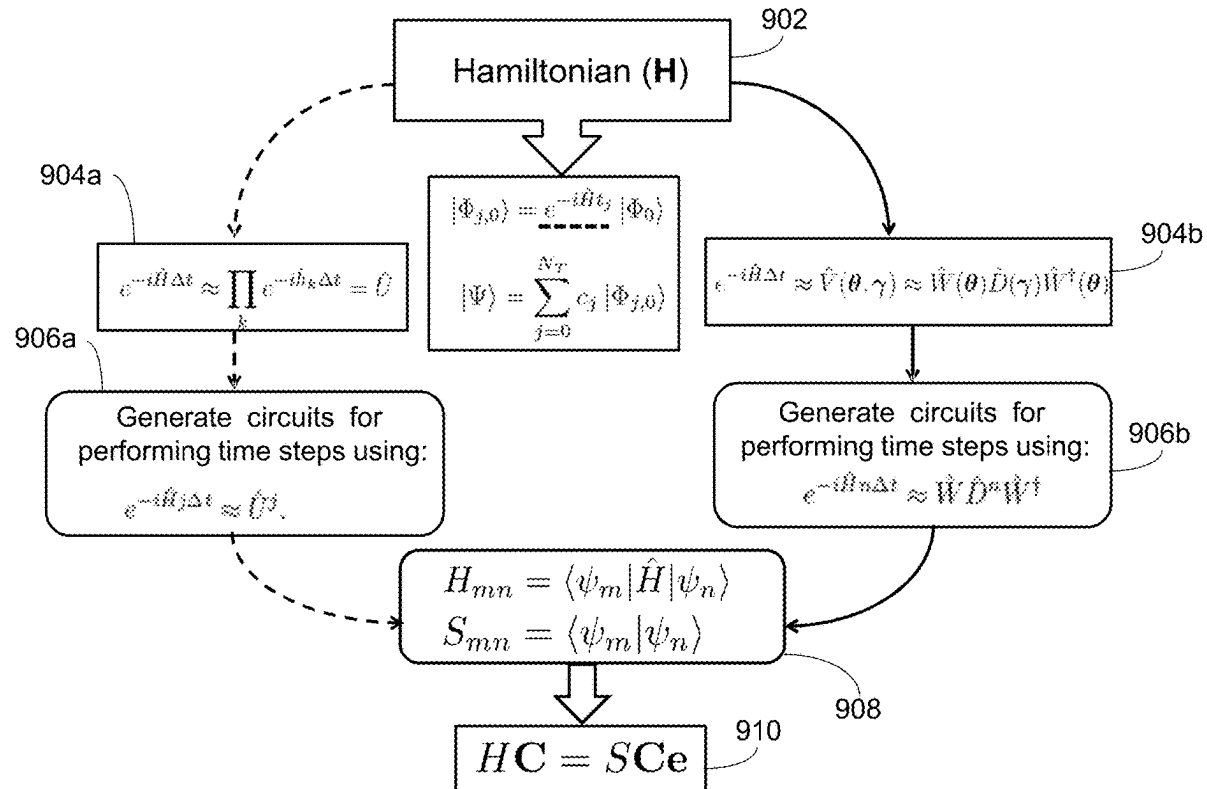 902
Hamiltonian (H)
904a
|Φ_{j,0}⟩ = e^{-iĤt_j} |Φ_0⟩
|Ψ⟩ = ∑_{j=0}^{N_T} c_j |Φ_{j,0}⟩
904b
e^{-iĤΔt} ≈ ∏_k e^{-iĥ_kΔt} = Û
e^{-iĤΔt} ≈ V̂(θ, γ) ≈ Ŵ(θ)D̂(γ)Ŵ†(θ)
906a
Generate circuits for
performing time steps using:
e^{-iĤjΔt} ≈ Û^j.
Generate circuits for
performing time steps using:
e^{-iĤnΔt} ≈ ŴD̂^nŴ†
906b
H_{mn} = ⟨ψ_m|Ĥ|ψ_n⟩
S_{mn} = ⟨ψ_m|ψ_n⟩
908
910
HC = SCe